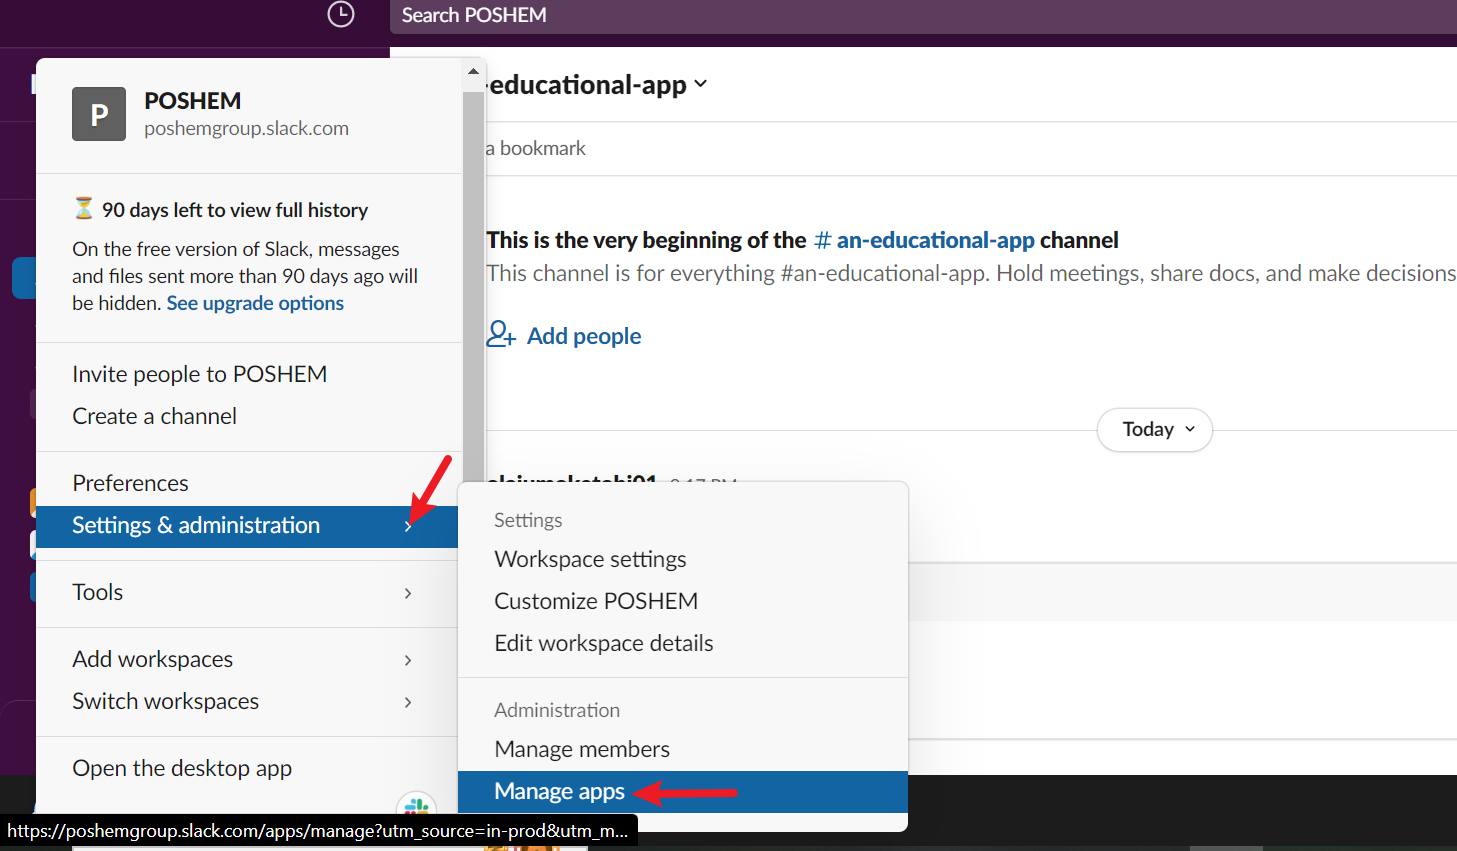 Search POSHEM
-educational-app
P
POSHEM
poshemgroup.slack.com
a bookmark
90 days left to view full history
On the free version of Slack, messages
and files sent more than 90 days ago will
be hidden. See upgrade options
This is the very beginning of the # an-educational-app channel
This channel is for everything #an-educational-app. Hold meetings, share docs, and make decisions
Add people
Invite people to POSHEM
Create a channel
Today
Preferences
Settings & administration
Tools
Add workspaces
Switch workspaces
Open the desktop app
Settings
Workspace settings
Customize POSHEM
Edit workspace details
Administration
Manage members
Manage apps
https://poshemgroup.slack.com/apps/manage?utm_source=in-prod&utm_m...